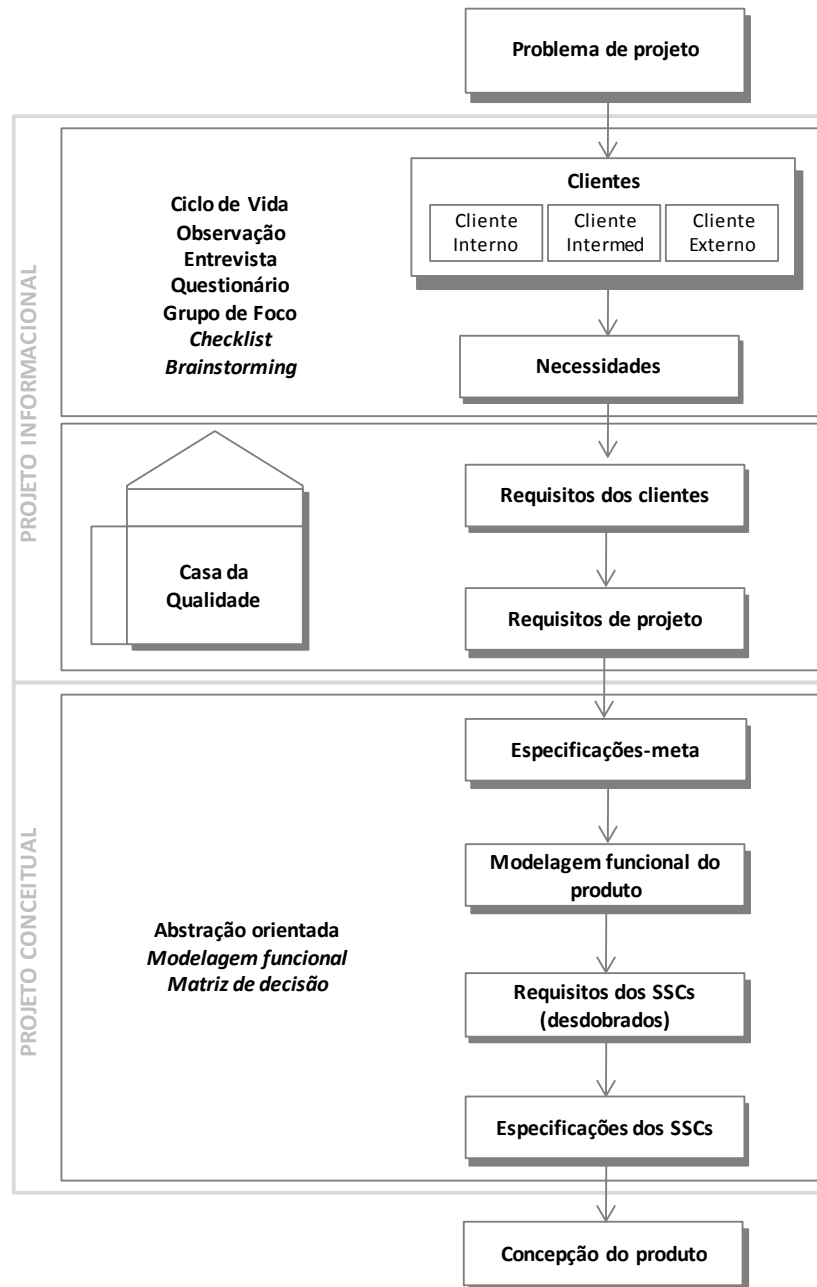 Problema de projeto
PROJETO INFORMACIONAL
Ciclo de Vida
Observação
Entrevista
Questionário
Grupo de Foco
Checklist
Brainstorming
Clientes
Cliente
Interno
Cliente
Intermed
Cliente
Externo
Necessidades
Casa da
Qualidade
Requisitos dos clientes
Requisitos de projeto
PROJETO CONCEITUAL
Abstração orientada
Modelagem funcional
Matriz de decisão
Especificações-meta
Modelagem funcional do
produto
Requisitos dos SSCs
(desdobrados)
Especificações dos SSCs
Concepção do produto